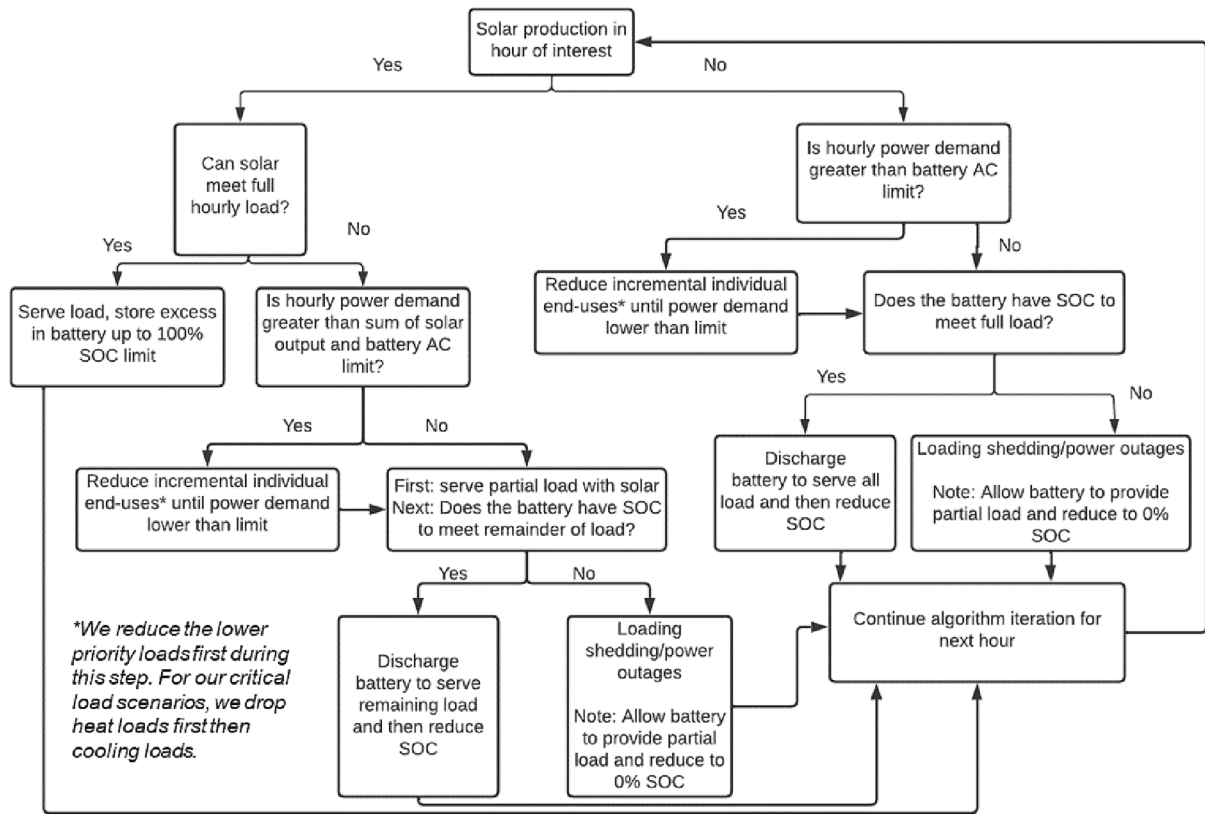 Solar production in
hour of interest
Yes
No
Can solar
meet full
hourly load?
Is hourly power demand
greater than battery AC
limit?
Yes
No
Yes
No
Serve load, store excess
in battery up to 100%
SOC limit
Is hourly power demand
greater than sum of solar
output and battery AC
limit?
Reduce incremental individual
end-uses* until power demand
lower than limit
Does the battery have SOC to
meet full load?
Yes
No
Yes
No
Reduce incremental individual
end-uses* until power demand
lower than limit
First: serve partial load with solar
Next: Does the battery have SOC
to meet remainder of load?
Discharge
battery to serve all
load and then reduce
SOC
Loading shedding/power outages
Note: Allow battery to provide
partial load and reduce to 0%
SOC
Yes
No
*We reduce the lower
priority loads first during
this step. For our critical
load scenarios, we drop
heat loads first then
cooling loads.
Discharge
battery to serve
remaining load
and then reduce
SOC
Loading
shedding/power
outages
Note: Allow battery
to provide partial
load and reduce to
0% SOC
Continue algorithm iteration for
next hour